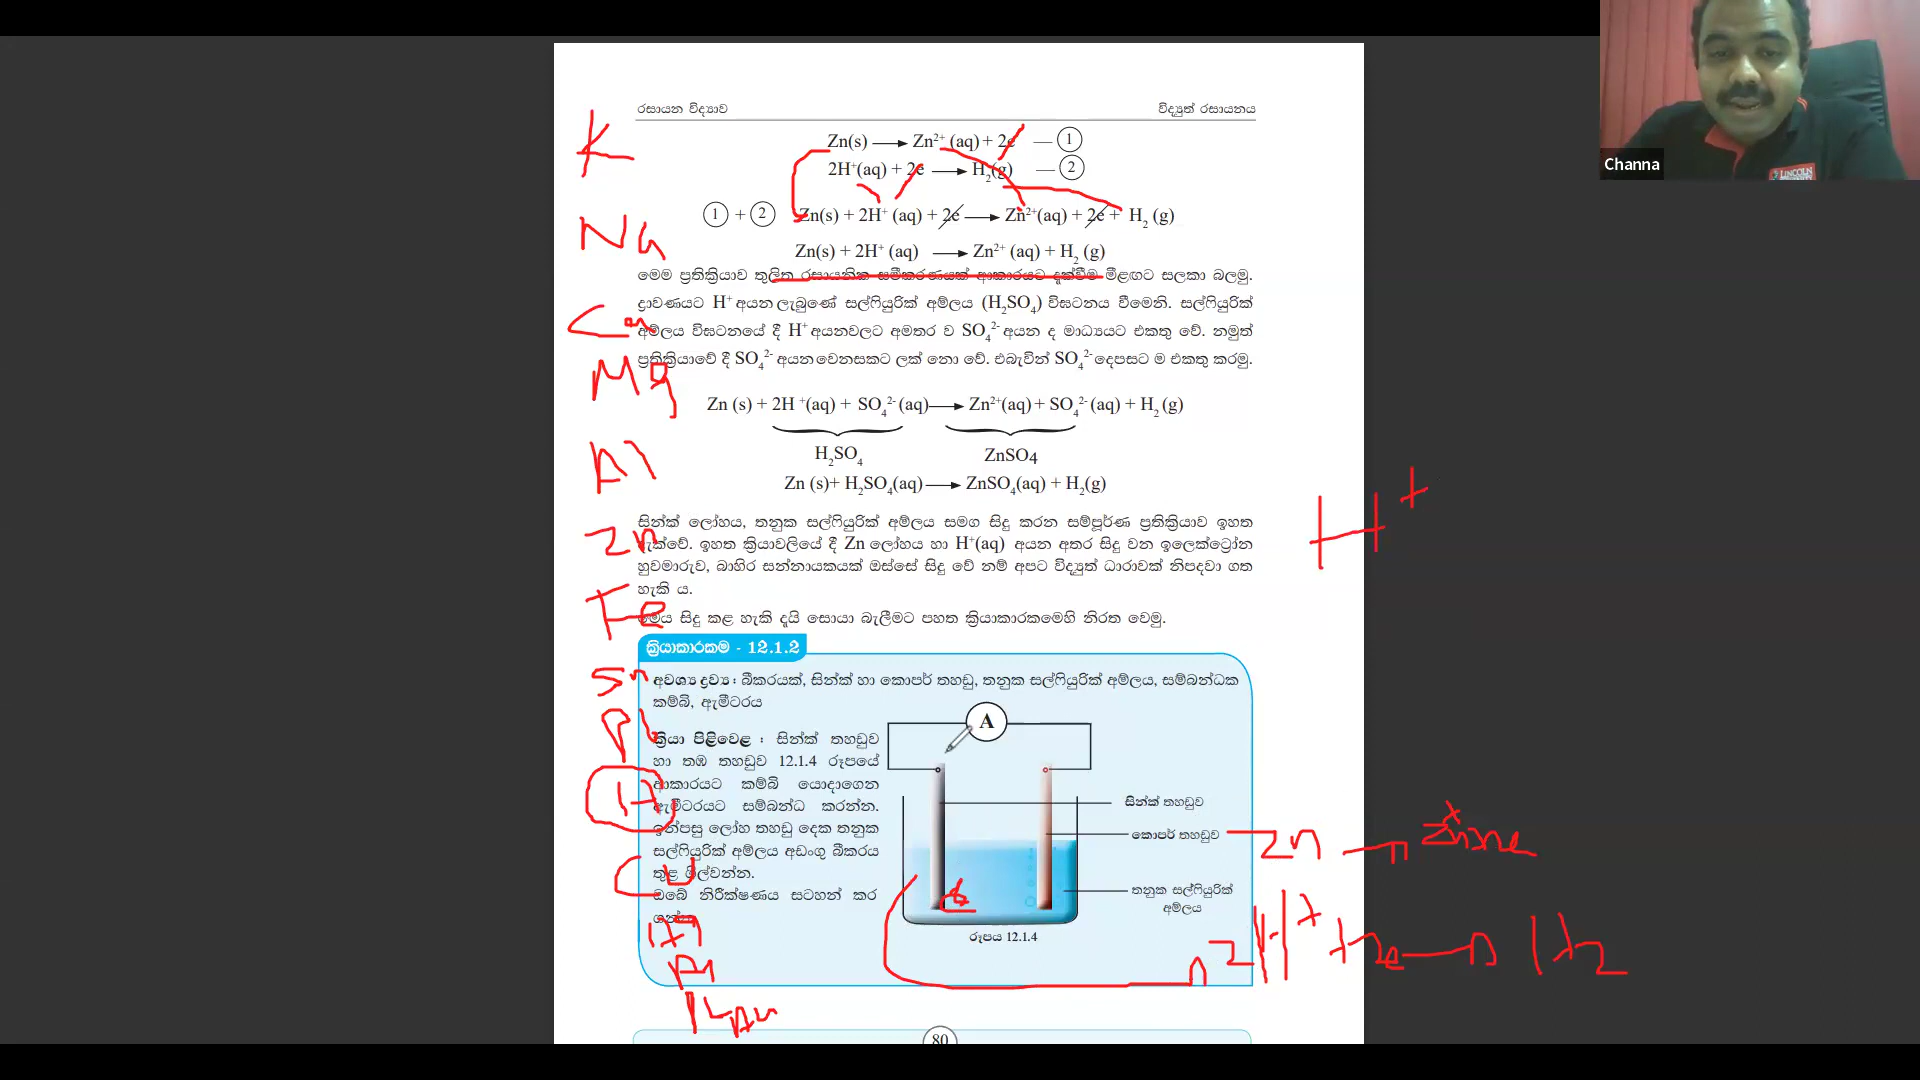 රසායන විද්‍යාව
විද්‍යුත් රසායනය
Zn(s) → Zn²⁺ (aq) + 2e — 1
2H⁺(aq) + 2e → H₂(g) — 2
1 + 2 Zn(s) + 2H⁺ (aq) + 2e → Zn²⁺(aq) + 2e + H₂ (g)
Zn(s) + 2H⁺ (aq) → Zn²⁺ (aq) + H₂ (g)
මෙම ප්‍රතික්‍රියාව තුලිත රසායනික සමීකරණයක් ආකාරයට දැක්වීම මීළඟට සලකා බලමු.
ද්‍රාවණයට H⁺ අයන ලැබුණේ සල්ෆියුරික් අම්ලය (H₂SO₄) විඝටනය වීමෙනි. සල්ෆියුරික්
අම්ලය විඝටනයේ දී H⁺ අයනවලට අමතර ව SO₄²⁻ අයන ද මාධ්‍යයට එකතු වේ. නමුත්
ප්‍රතික්‍රියාවේ දී SO₄²⁻ අයන වෙනසකට ලක් නො වේ. එබැවින් SO₄²⁻ දෙපසට ම එකතු කරමු.
Zn (s) + 2H⁺(aq) + SO₄²⁻(aq) → Zn²⁺(aq) + SO₄²⁻ (aq) + H₂ (g)
H₂SO₄ ZnSO4
Zn (s)+ H₂SO₄(aq) → ZnSO₄(aq) + H₂(g)
සින්ක් ලෝහය, තනුක සල්ෆියුරික් අම්ලය සමග සිදු කරන සම්පූර්ණ ප්‍රතික්‍රියාව ඉහත
දැක්වේ. ඉහත ක්‍රියාවලියේ දී Zn ලෝහය හා H⁺(aq) අයන අතර සිදු වන ඉලෙක්ට්‍රෝන
හුවමාරුව, බාහිර සන්නායකයක් ඔස්සේ සිදු වේ නම් අපට විද්‍යුත් ධාරාවක් නිපදවා ගත
හැකි ය.
මෙය සිදු කළ හැකි දැයි සොයා බැලීමට පහත ක්‍රියාකාරකමෙහි නිරත වෙමු.
ක්‍රියාකාරකම - 12.1.2
අවශ්‍ය ද්‍රව්‍ය : බීකරයක්, සින්ක් හා කොපර් තහඩු, තනුක සල්ෆියුරික් අම්ලය, සම්බන්ධක
කම්බි, ඇමීටරය
ක්‍රියා පිළිවෙළ : සින්ක් තහඩුව
හා තඹ තහඩුව 12.1.4 රූපයේ
ආකාරයට කම්බි යොදාගෙන
ඇමීටරයට සම්බන්ධ කරන්න.
ඉන්පසු ලෝහ තහඩු දෙක තනුක
සල්ෆියුරික් අම්ලය අඩංගු බීකරය
තුළ ගිල්වන්න.
ඔබේ නිරීක්ෂණය සටහන් කර
ගන්න.
A
සින්ක් තහඩුව
කොපර් තහඩුව
තනුක සල්ෆියුරික්
අම්ලය
රූපය 12.1.4
80
K
Na
Ca
Mg
Al
Zn
Fe
Sn
Pb
H
Cu
Au
H⁺
Zn
2H⁺ + 2e → H₂
Channa
LINCOLN